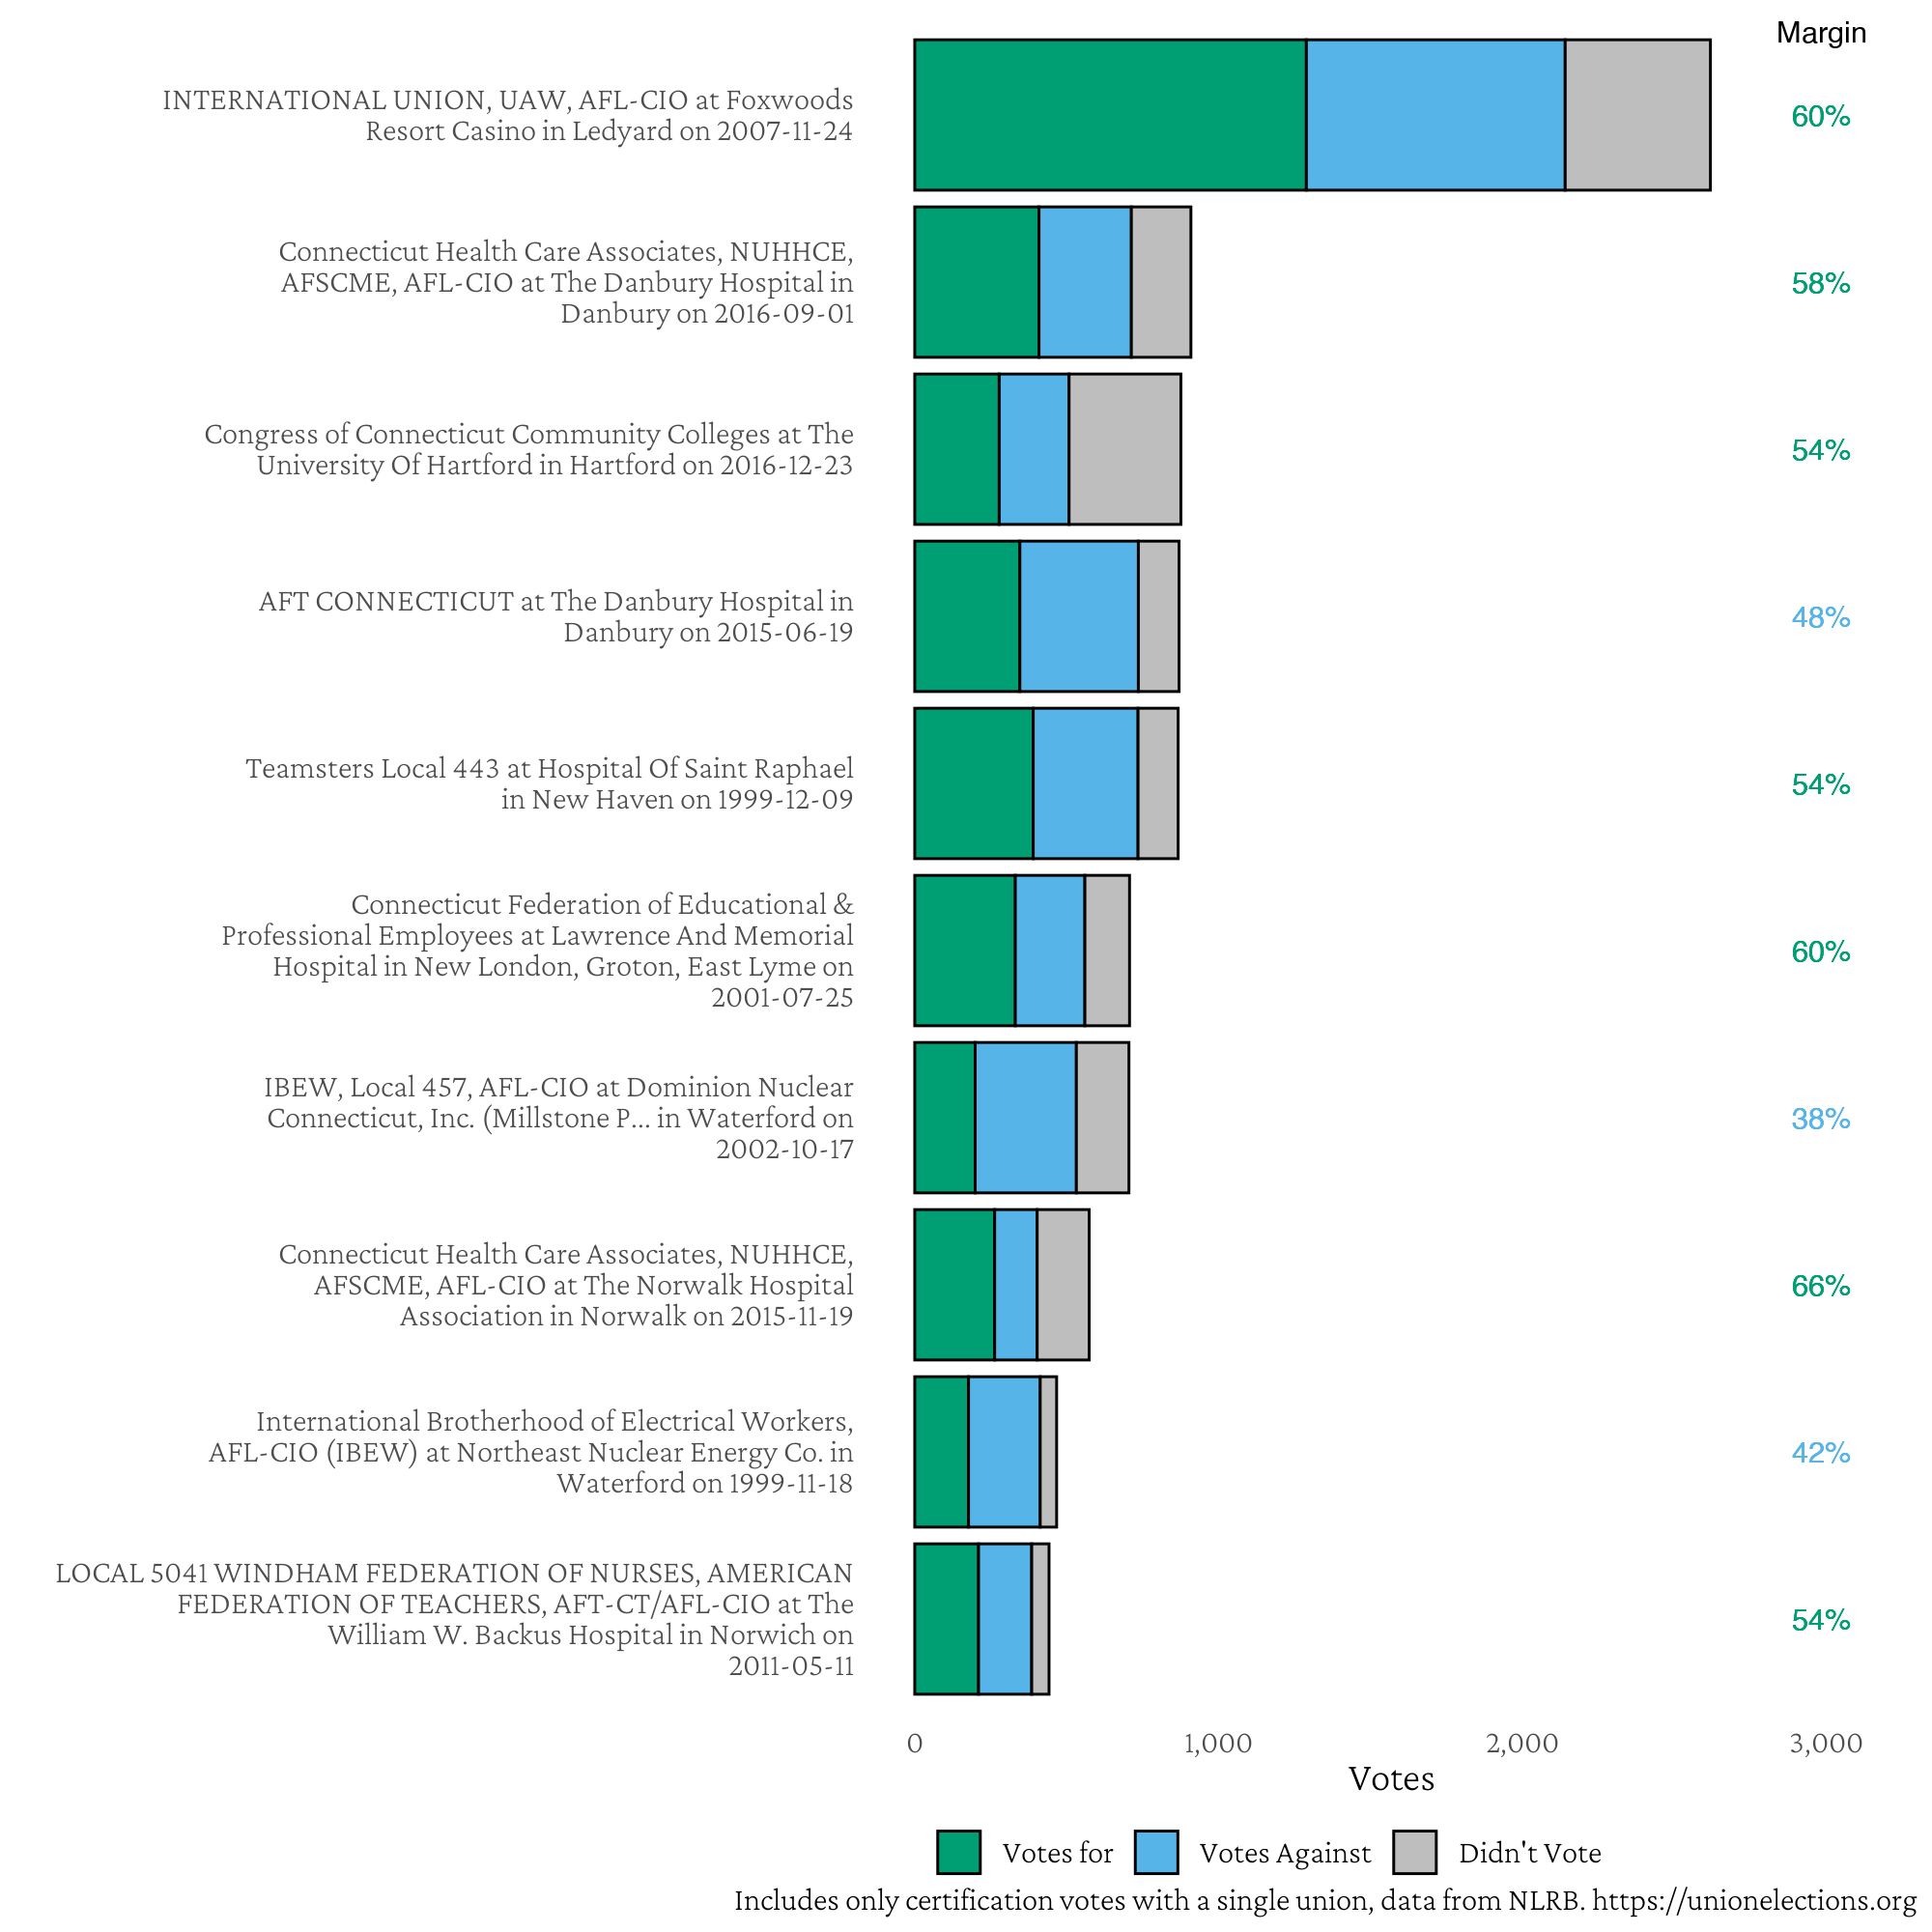 Margin
INTERNATIONAL UNION, UAW, AFL-CIO at Foxwoods
Resort Casino in Ledyard on 2007-11-24
60%
Connecticut Health Care Associates, NUHHCE,
AFSCME, AFL-CIO at The Danbury Hospital in
Danbury on 2016-09-01
58%
Congress of Connecticut Community Colleges at The
University Of Hartford in Hartford on 2016-12-23
54%
AFT CONNECTICUT at The Danbury Hospital in
Danbury on 2015-06-19
48%
Teamsters Local 443 at Hospital Of Saint Raphael
in New Haven on 1999-12-09
54%
Connecticut Federation of Educational &
Professional Employees at Lawrence And Memorial
Hospital in New London, Groton, East Lyme on
2001-07-25
60%
IBEW, Local 457, AFL-CIO at Dominion Nuclear
Connecticut, Inc. (Millstone P... in Waterford on
2002-10-17
38%
Connecticut Health Care Associates, NUHHCE,
AFSCME, AFL-CIO at The Norwalk Hospital
Association in Norwalk on 2015-11-19
66%
International Brotherhood of Electrical Workers,
AFL-CIO (IBEW) at Northeast Nuclear Energy Co. in
Waterford on 1999-11-18
42%
LOCAL 5041 WINDHAM FEDERATION OF NURSES, AMERICAN
FEDERATION OF TEACHERS, AFT-CT/AFL-CIO at The
William W. Backus Hospital in Norwich on
2011-05-11
54%
0 1,000 2,000 3,000
Votes
Votes for Votes Against Didn't Vote
Includes only certification votes with a single union, data from NLRB. https://unionelections.org